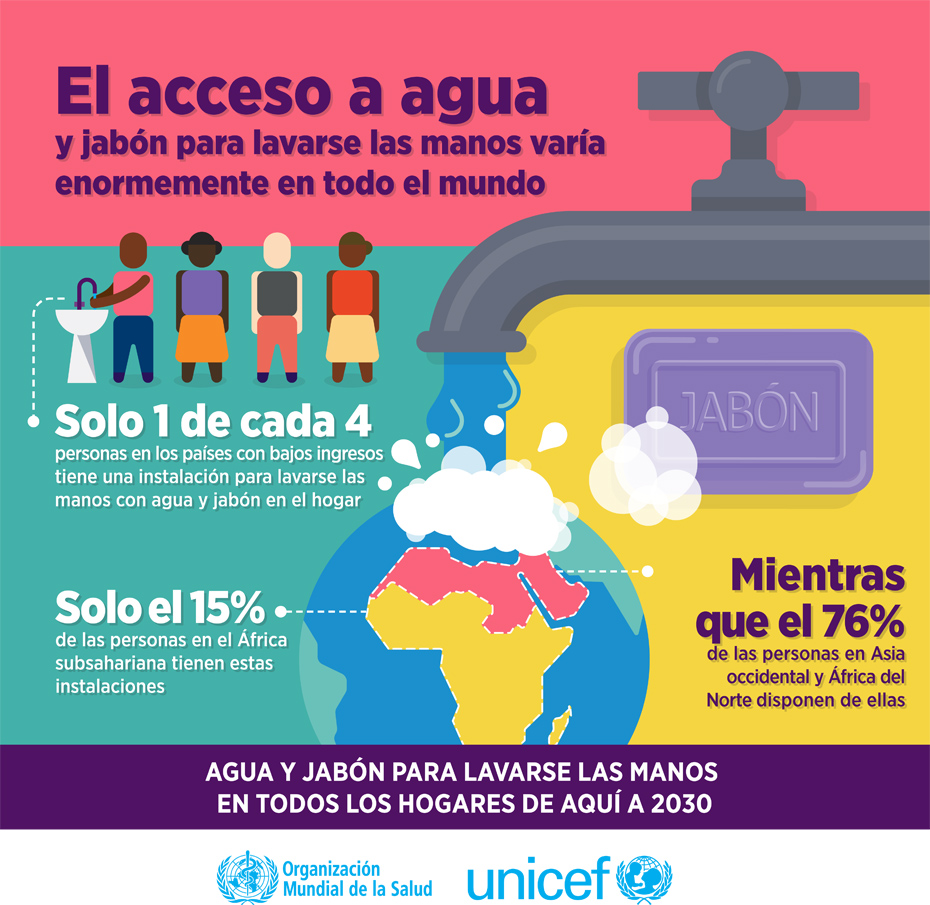 El acceso a agua
y jabón para lavarse las manos varía
enormemente en todo el mundo
JABÓN
Solo 1 de cada 4
personas en los países con bajos ingresos
tiene una instalación para lavarse las
manos con agua y jabón en el hogar
Solo el 15%
de las personas en el África
subsahariana tienen estas
instalaciones
Mientras
que el 76%
de las personas en Asia
occidental y África del
Norte disponen de ellas
AGUA Y JABÓN PARA LAVARSE LAS MANOS
EN TODOS LOS HOGARES DE AQUÍ A 2030
Organización
Mundial de la Salud
unicef